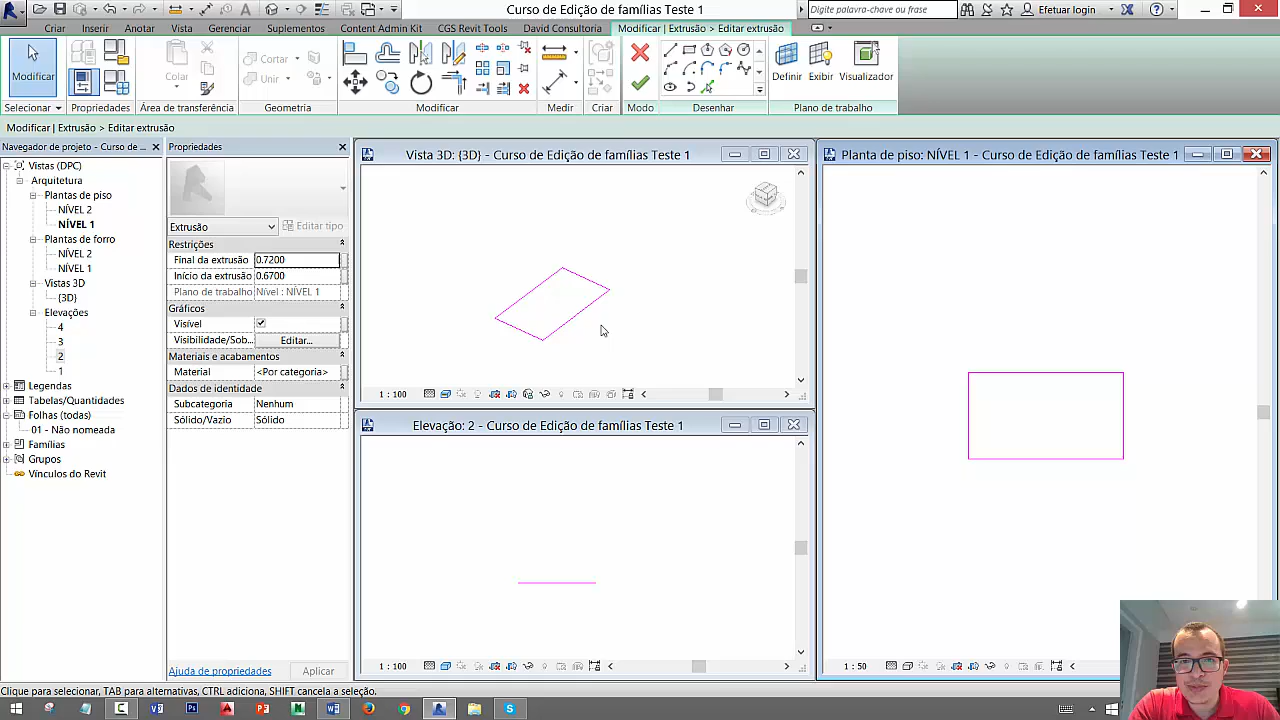 Curso de Edição de famílias Teste 1
Digite palavra-chave ou frase
Efetuar login
Criar Inserir Anotar Vista Gerenciar Suplementos Content Admin Kit CGS Revit Tools David Consultoria Modificar | Extrusão > Editar extrusão
Colar Cortar Unir Definir Exibir Visualizador
Modificar
Selecionar Propriedades Área de transferência Geometria Modificar Medir Criar Modo Desenhar Plano de trabalho
Modificar | Extrusão > Editar extrusão
Navegador de projeto - Curso de ...
Vistas (DPC)
Arquitetura
Plantas de piso
NÍVEL 2
NÍVEL 1
Plantas de forro
NÍVEL 2
NÍVEL 1
Vistas 3D
{3D}
Elevações
4
3
2
1
Legendas
Tabelas/Quantidades
Folhas (todas)
01 - Não nomeada
Famílias
Grupos
Vínculos do Revit
Propriedades
Extrusão Editar tipo
Restrições
Final da extrusão 0.7200
Início da extrusão 0.6700
Plano de trabalho Nível : NÍVEL 1
Gráficos
Visível
Visibilidade/Sob... Editar...
Materiais e acabamentos
Material <Por categoria>
Dados de identidade
Subcategoria Nenhum
Sólido/Vazio Sólido
Ajuda de propriedades Aplicar
Vista 3D: {3D} - Curso de Edição de famílias Teste 1
1 : 100
Elevação: 2 - Curso de Edição de famílias Teste 1
1 : 100
Planta de piso: NÍVEL 1 - Curso de Edição de famílias Teste 1
1 : 50
Clique para selecionar, TAB para alternativas, CTRL adiciona, SHIFT cancela a seleção.